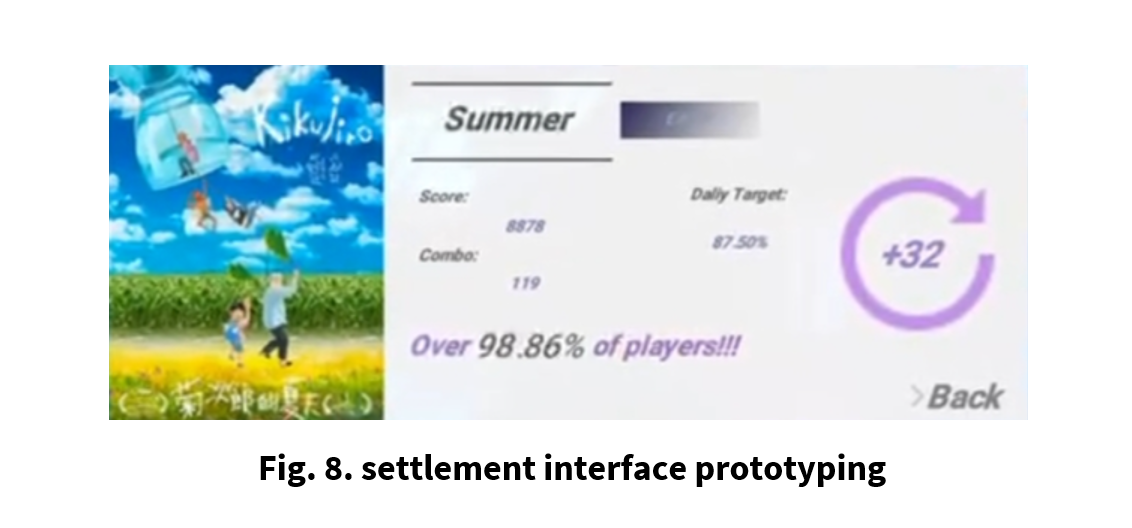 Kikujiro
菊次郎的夏天
Summer
Score:
8878
Combo:
119
Daily Target:
87.50%
+32
Over 98.86% of players!!!
Back
Fig. 8. settlement interface prototyping